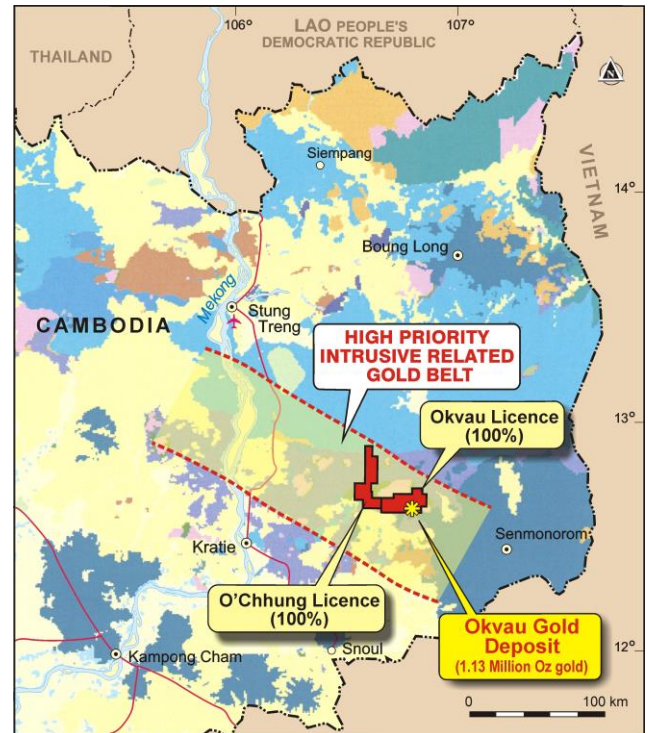 106°
107°
LAO PEOPLE'S
DEMOCRATIC REPUBLIC
THAILAND
N
Siempang
VIETNAM
14°
Boung Long
Mekong
Stung
Treng
CAMBODIA
HIGH PRIORITY
INTRUSIVE RELATED
GOLD BELT
Okvau Licence
(100%)
13°
Kratie
Senmonorom
O'Chhung Licence
(100%)
Okvau Gold
Deposit
(1.13 Million Oz gold)
Snoul
Kampong Cham
12°
0
100 km